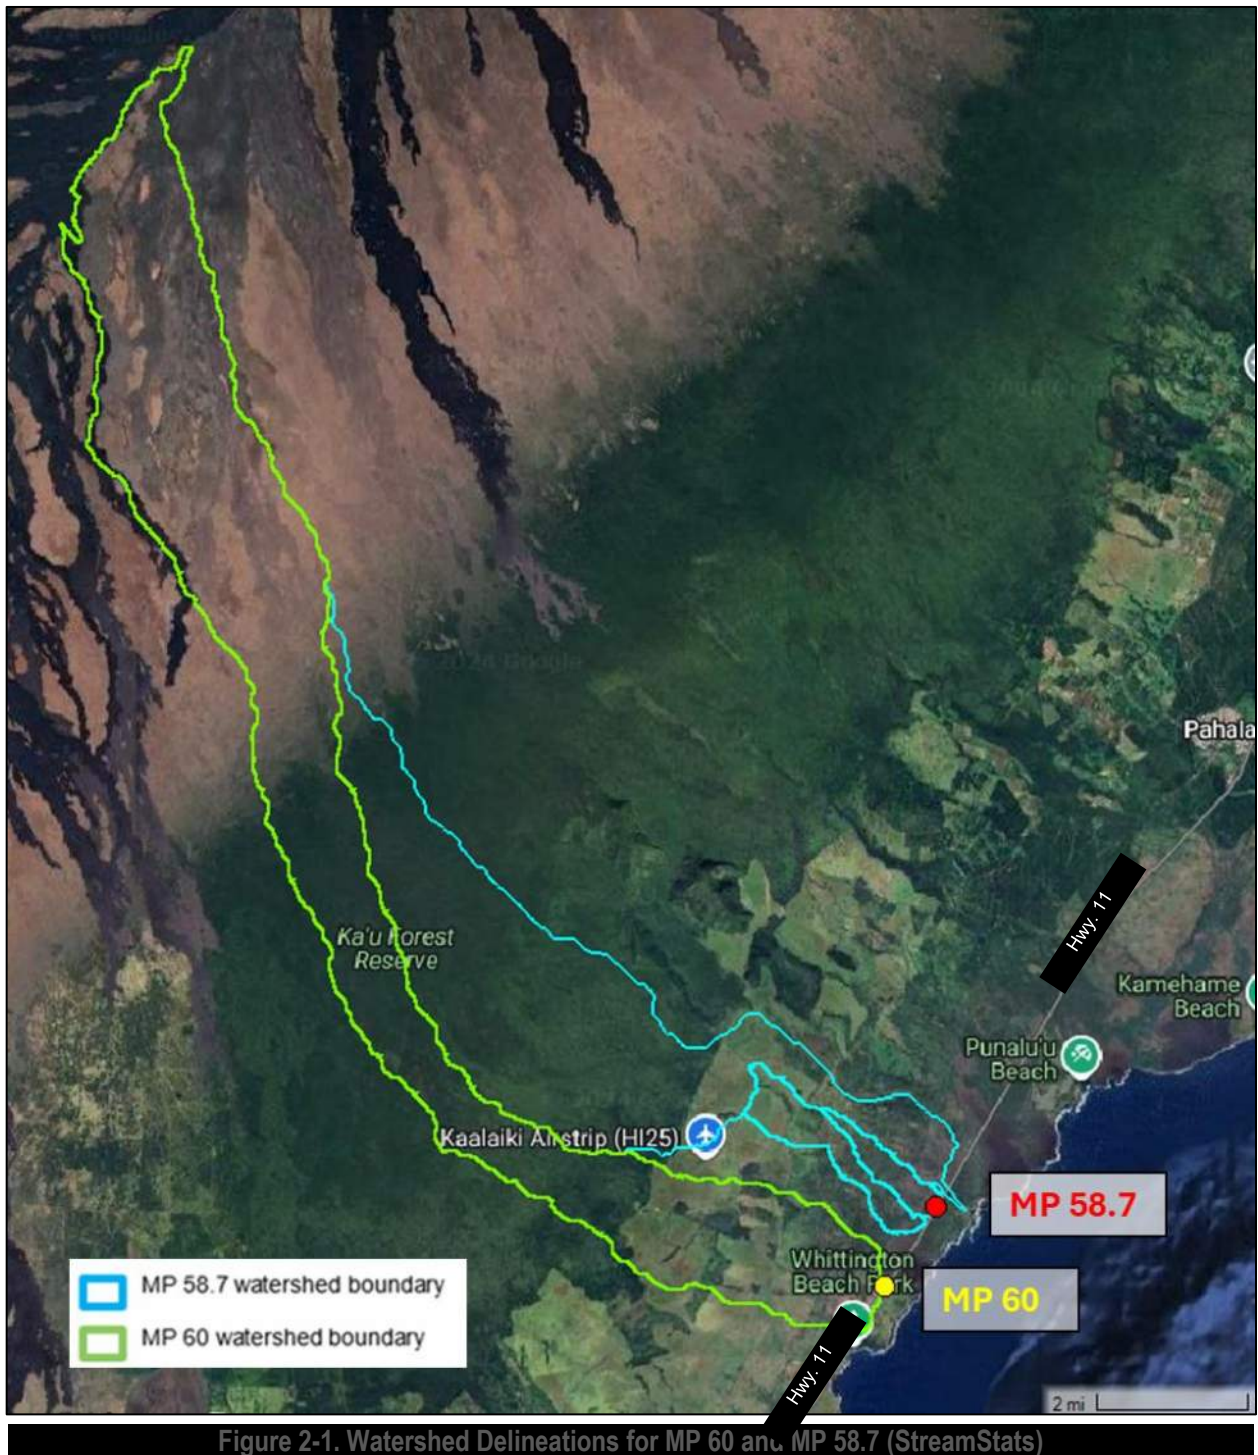 Pahala
Hwy. 11
Ka'u Forest
Reserve
Kamehame
Beach
Punalu'u
Beach
Kaalaiki Airstrip (HI25)
MP 58.7
Whittington
Beach Park
MP 60
MP 58.7 watershed boundary
MP 60 watershed boundary
Hwy. 11
2 mi
Figure 2-1. Watershed Delineations for MP 60 and MP 58.7 (StreamStats)